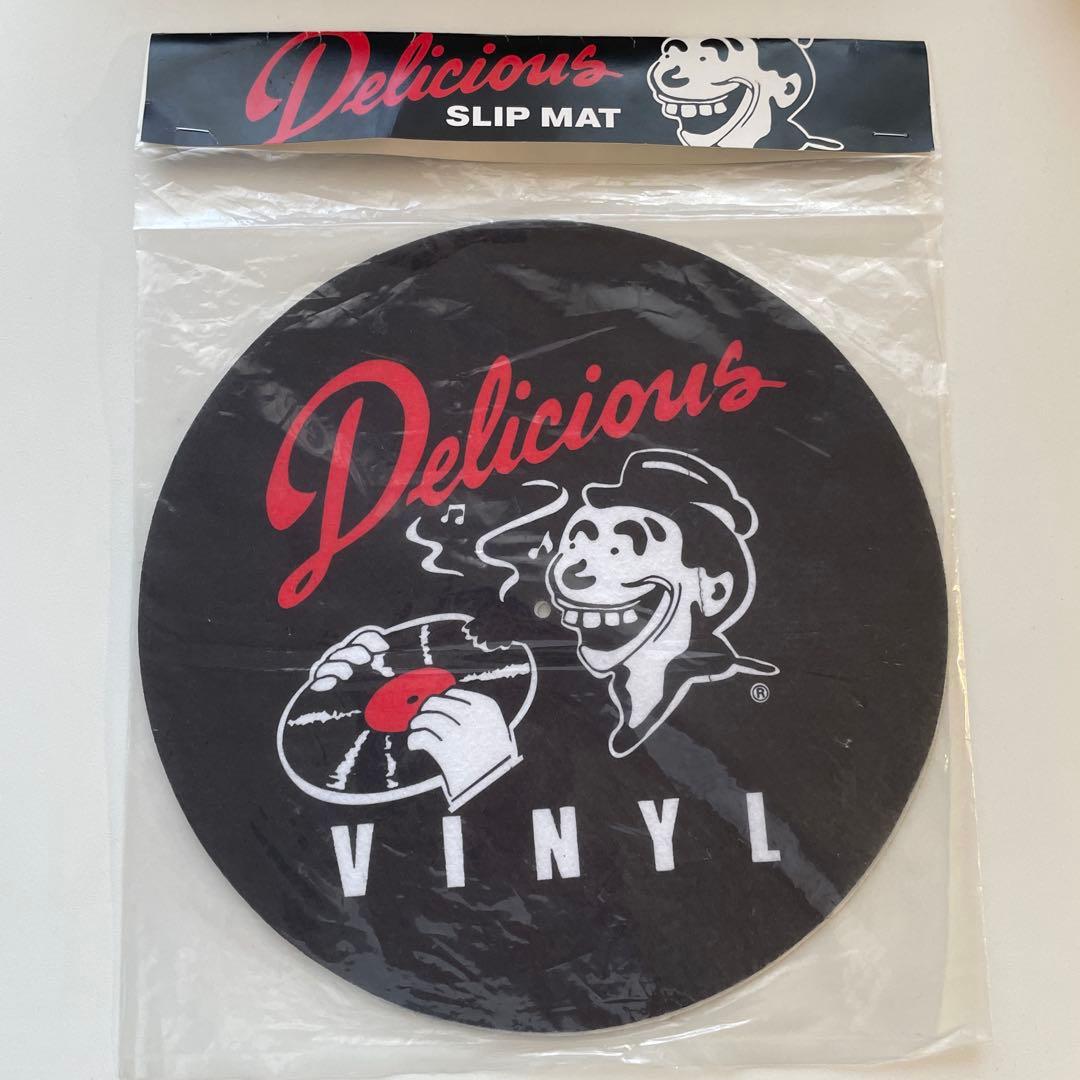 Delicious
SLIP MAT
Delicious
®
VINYL